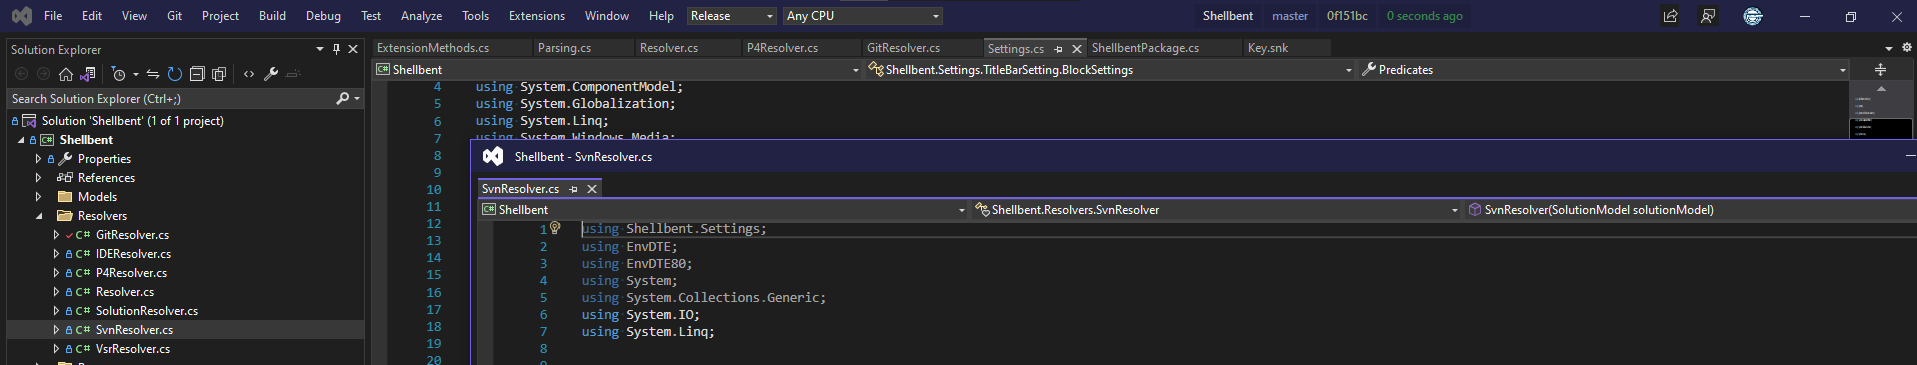 File Edit View Git Project Build Debug Test Analyze Tools Extensions Window Help Release Any CPU Shellbent master 0f151bc 0 seconds ago
Solution Explorer
ExtensionMethods.cs Parsing.cs Resolver.cs P4Resolver.cs GitResolver.cs Settings.cs ShellbentPackage.cs Key.snk
C# Shellbent Shellbent.Settings.TitleBarSetting.BlockSettings Predicates
Search Solution Explorer (Ctrl+;)
Solution 'Shellbent' (1 of 1 project)
C# Shellbent
Properties
References
Models
Resolvers
C# GitResolver.cs
C# IDEResolver.cs
C# P4Resolver.cs
C# Resolver.cs
C# SolutionResolver.cs
C# SvnResolver.cs
C# VsrResolver.cs
4 using System.ComponentModel;
5 using System.Globalization;
6 using System.Linq;
7 using System.Windows.Media;
8
9
10
11
12
13
14
15
16
17
18
19
20
Shellbent - SvnResolver.cs
SvnResolver.cs
C# Shellbent Shellbent.Resolvers.SvnResolver SvnResolver(SolutionModel solutionModel)
1 using Shellbent.Settings;
2 using EnvDTE;
3 using EnvDTE80;
4 using System;
5 using System.Collections.Generic;
6 using System.IO;
7 using System.Linq;
8